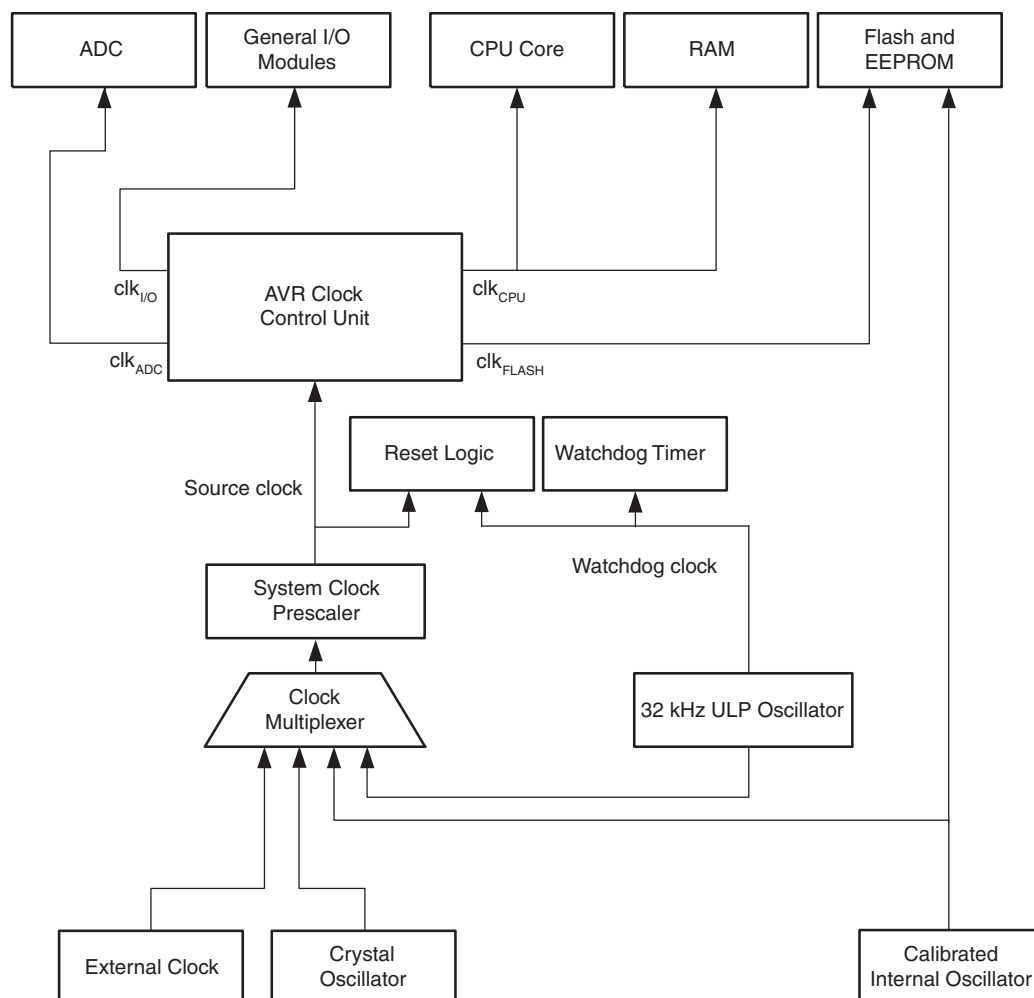 ADC
General I/O
Modules
CPU Core
RAM
Flash and
EEPROM
clkI/O
AVR Clock
Control Unit
clkCPU
clkADC
clkFLASH
Reset Logic
Watchdog Timer
Source clock
Watchdog clock
System Clock
Prescaler
Clock
Multiplexer
32 kHz ULP Oscillator
External Clock
Crystal
Oscillator
Calibrated
Internal Oscillator